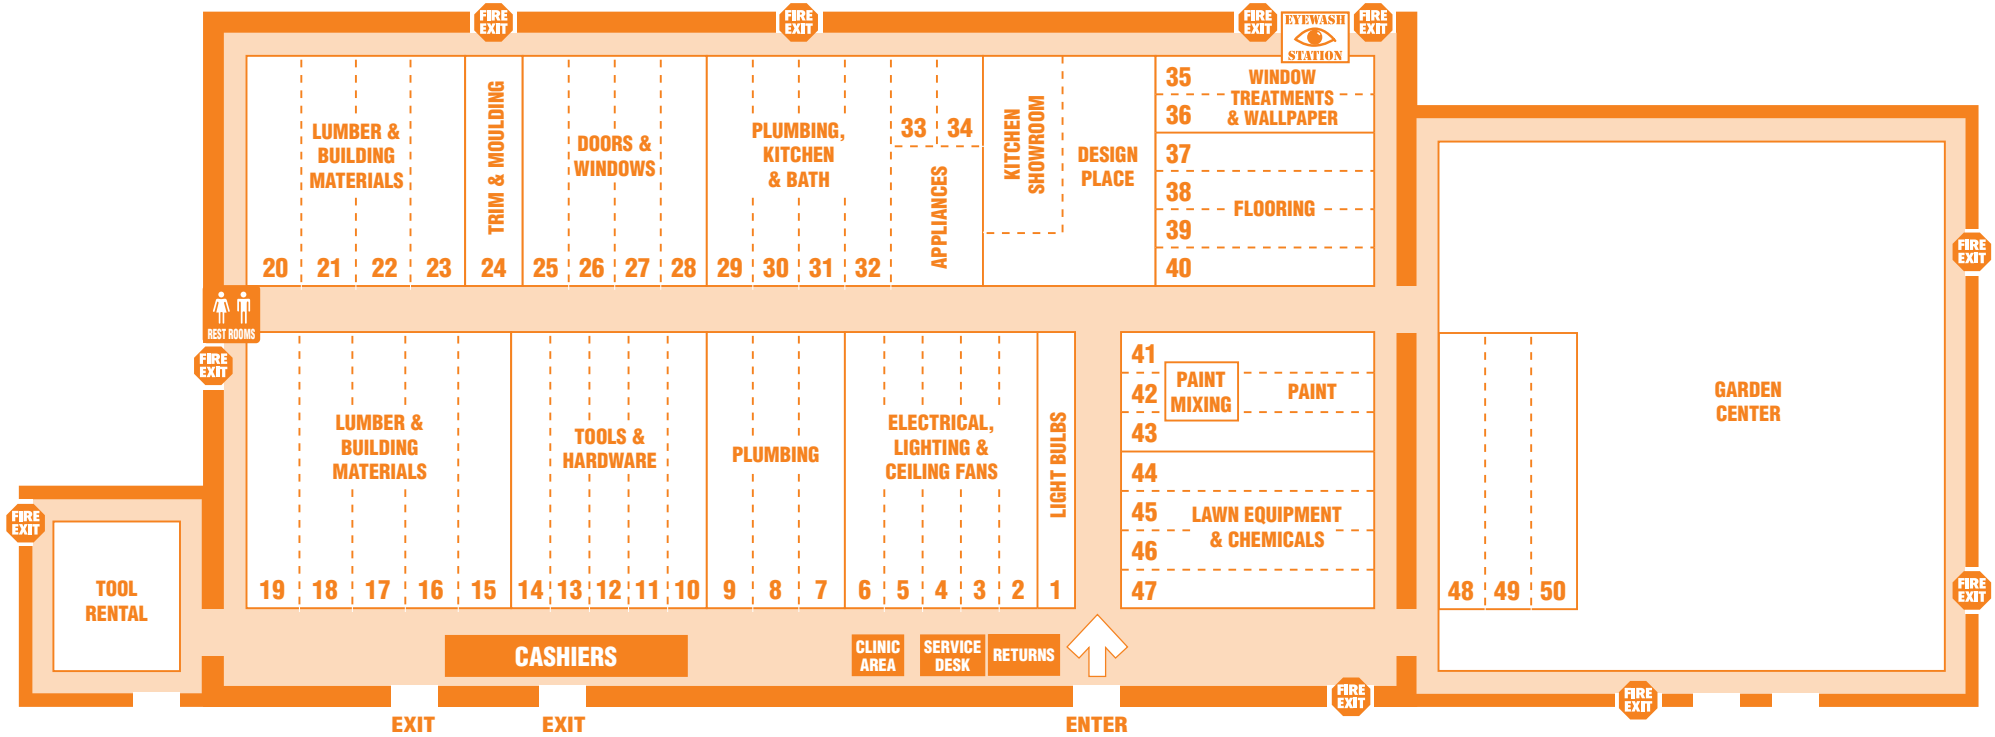 FIRE
EXIT
FIRE
EXIT
FIRE
EXIT
EYEWASH
STATION
FIRE
EXIT
LUMBER &
BUILDING
MATERIALS
20
21
22
23
TRIM & MOULDING
24
DOORS &
WINDOWS
25
26
27
28
PLUMBING,
KITCHEN
& BATH
29
30
31
32
33
34
APPLIANCES
KITCHEN
SHOWROOM
DESIGN
PLACE
35
36
WINDOW
TREATMENTS
& WALLPAPER
37
38
39
40
FLOORING
REST ROOMS
FIRE
EXIT
LUMBER &
BUILDING
MATERIALS
19
18
17
16
15
TOOLS &
HARDWARE
14
13
12
11
10
PLUMBING
9
8
7
ELECTRICAL,
LIGHTING &
CEILING FANS
6
5
4
3
2
LIGHT BULBS
1
41
42
43
PAINT
MIXING
PAINT
44
45
46
47
LAWN EQUIPMENT
& CHEMICALS
48
49
50
GARDEN
CENTER
FIRE
EXIT
FIRE
EXIT
FIRE
EXIT
TOOL
RENTAL
CASHIERS
CLINIC
AREA
SERVICE
DESK
RETURNS
EXIT
EXIT
ENTER
FIRE
EXIT
FIRE
EXIT